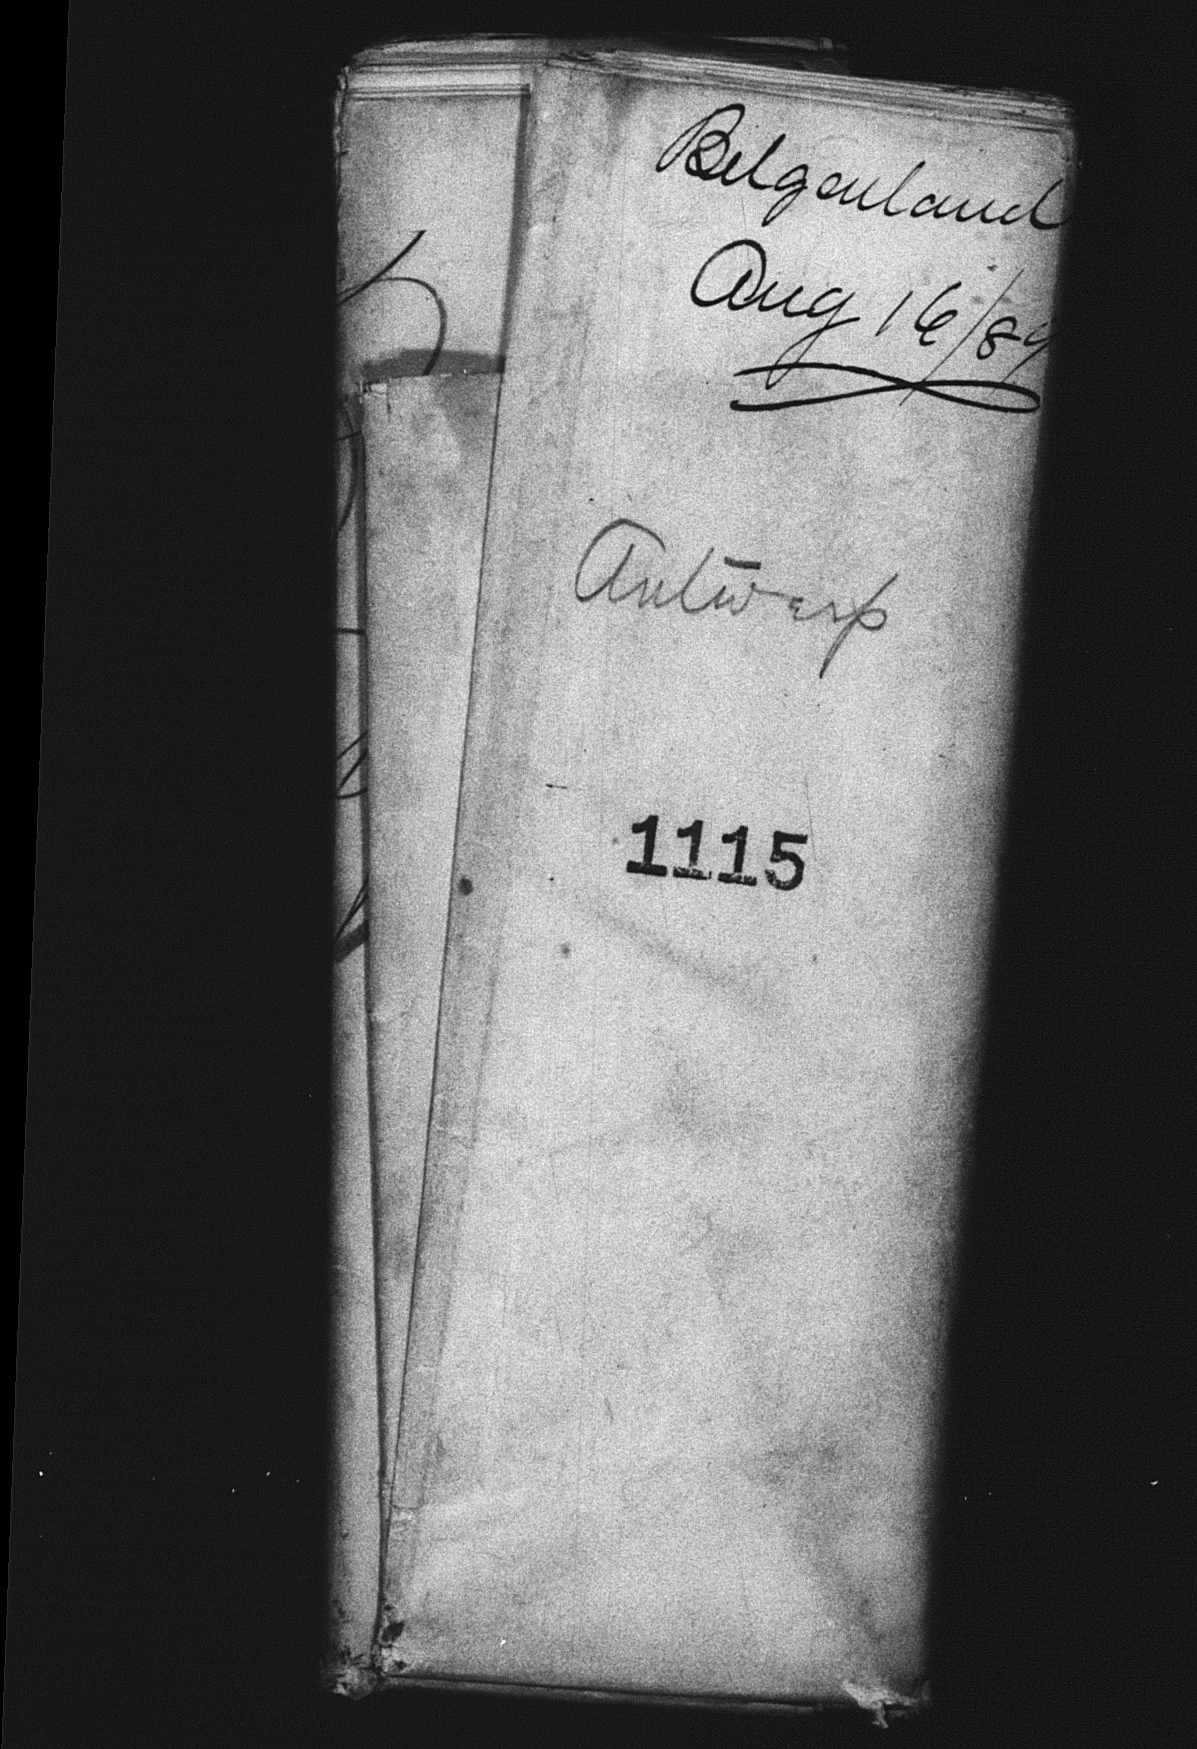 Belgenland
Aug 16/89
Antwerp
1115